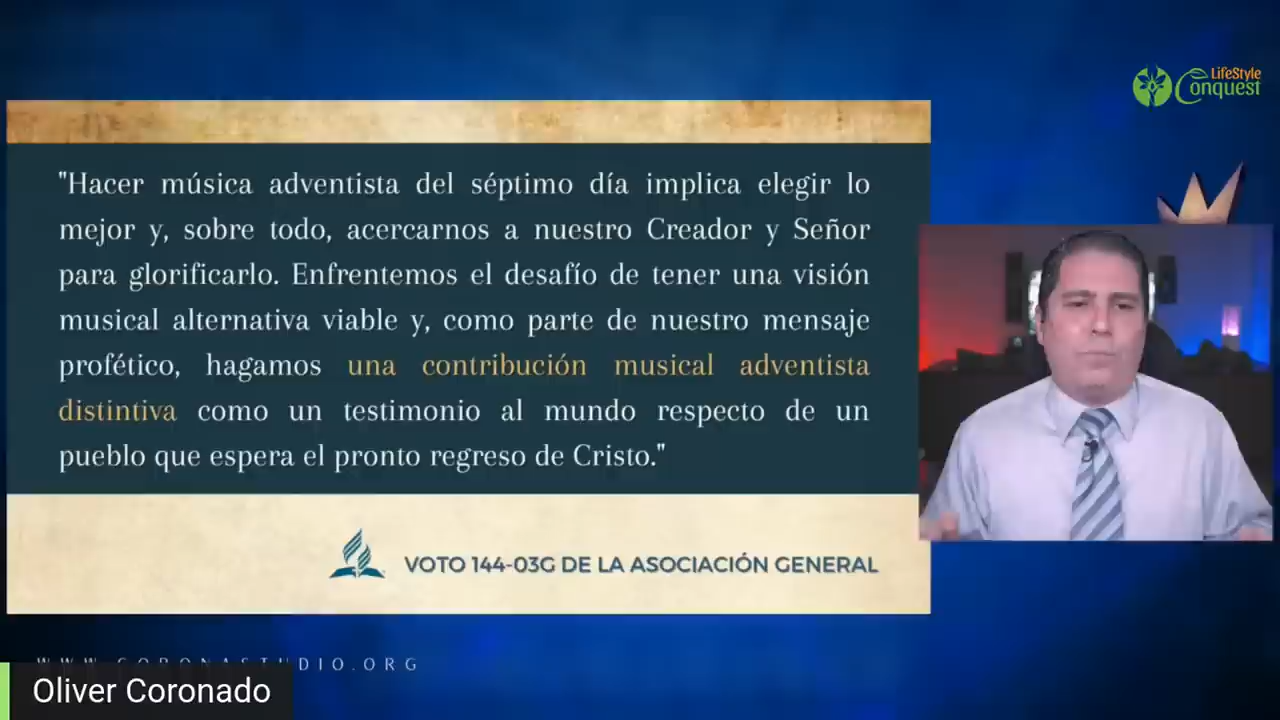 LifeStyle
Conquest
"Hacer música adventista del séptimo día implica elegir lo
mejor y, sobre todo, acercarnos a nuestro Creador y Señor
para glorificarlo. Enfrentemos el desafío de tener una visión
musical alternativa viable y, como parte de nuestro mensaje
profético, hagamos una contribución musical adventista
distintiva como un testimonio al mundo respecto de un
pueblo que espera el pronto regreso de Cristo."
VOTO 144-03G DE LA ASOCIACIÓN GENERAL
WWW.CORONASTUDIO.ORG
Oliver Coronado